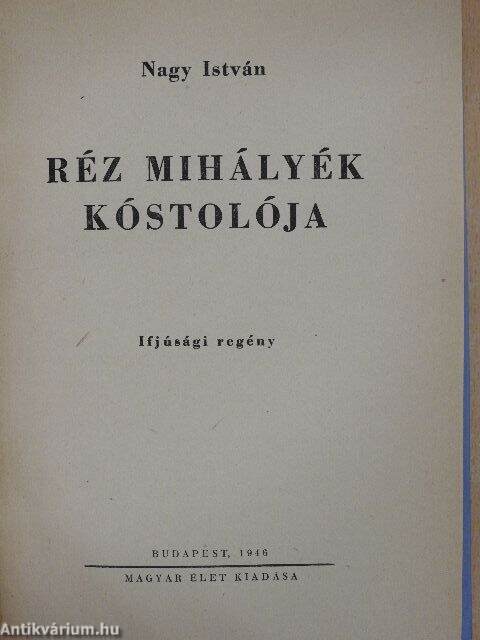 Nagy István
RÉZ MIHÁLYÉK
KÓSTOLÓJA
Ifjúsági regény
BUDAPEST, 1946
MAGYAR ÉLET KIADÁSA
Antikvárium.hu